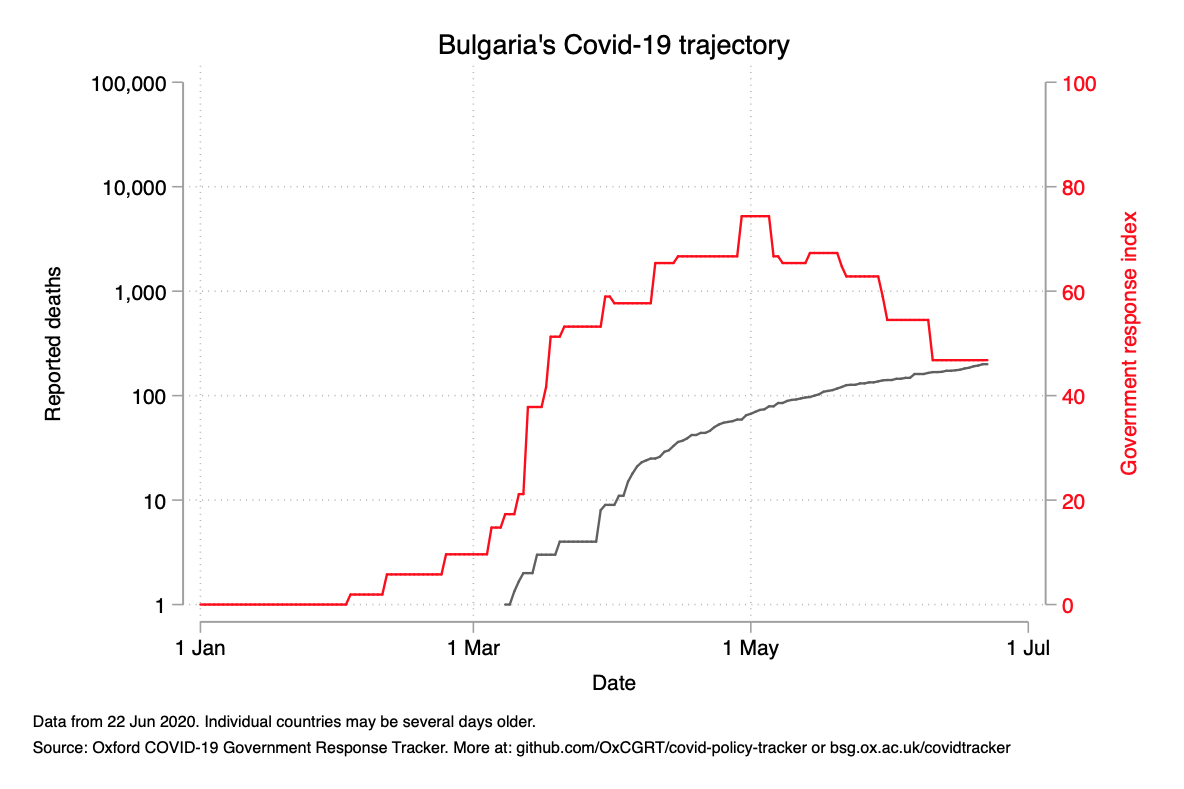 Bulgaria's Covid-19 trajectory
100,000
10,000
1,000
100
10
1
Reported deaths
100
80
60
40
20
0
Government response index
1 Jan
1 Mar
1 May
1 Jul
Date
Data from 22 Jun 2020. Individual countries may be several days older.
Source: Oxford COVID-19 Government Response Tracker. More at: github.com/OxCGRT/covid-policy-tracker or bsg.ox.ac.uk/covidtracker